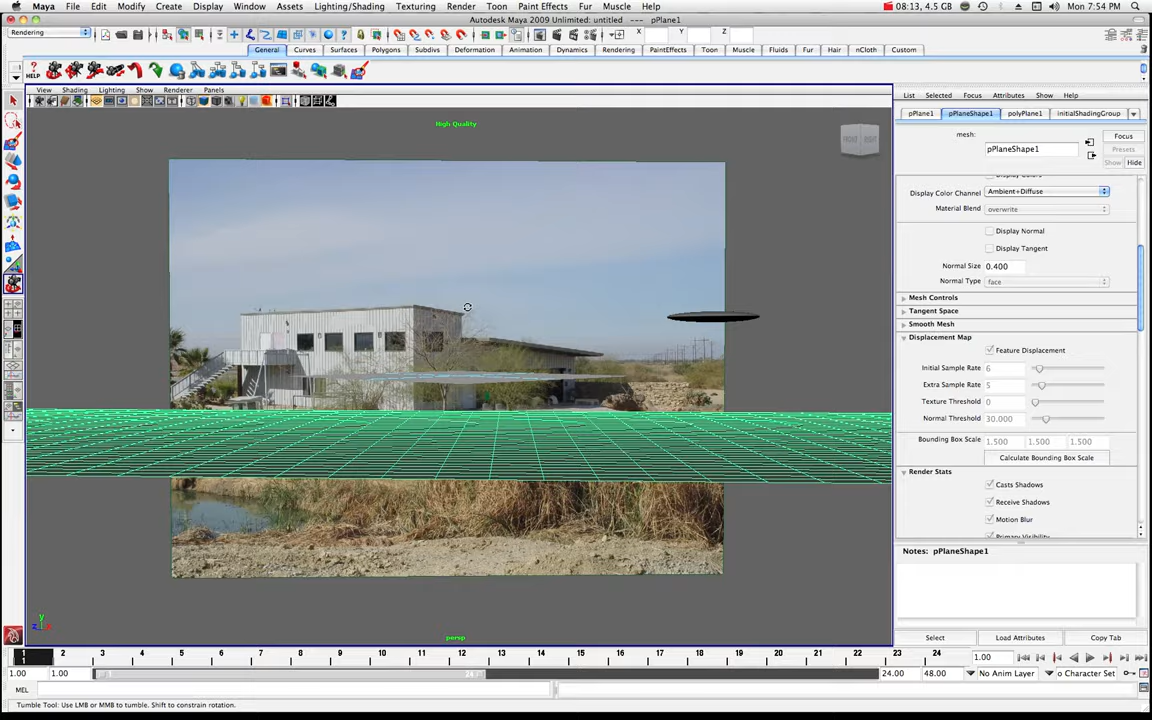 Maya File Edit Modify Create Display Window Assets Lighting/Shading Texturing Render Toon Paint Effects Fur Muscle Help 08:13, 4.5 GB Mon 7:54 PM
Autodesk Maya 2009 Unlimited: untitled --- pPlane1
Rendering X Y Z
General Curves Surfaces Polygons Subdivs Deformation Animation Dynamics Rendering PaintEffects Toon Muscle Fluids Fur Hair nCloth Custom
? HELP
View Shading Lighting Show Renderer Panels
List Selected Focus Attributes Show Help
pPlane1 pPlaneShape1 polyPlane1 initialShadingGroup
High Quality
FRONT RIGHT
mesh: pPlaneShape1
Focus
Presets
Show Hide
Display Colors
Display Color Channel Ambient+Diffuse
Material Blend overwrite
Display Normal
Display Tangent
Normal Size 0.400
Normal Type face
Mesh Controls
Tangent Space
Smooth Mesh
Displacement Map
Feature Displacement
Initial Sample Rate 6
Extra Sample Rate 5
Texture Threshold 0
Normal Threshold 30.000
Bounding Box Scale 1.500 1.500 1.500
Calculate Bounding Box Scale
Render Stats
Casts Shadows
Receive Shadows
Motion Blur
Primary Visibility
Notes: pPlaneShape1
y
z x
persp
Select Load Attributes Copy Tab
1 2 3 4 5 6 7 8 9 10 11 12 13 14 15 16 17 18 19 20 21 22 23 24
1 1.00
1.00 1.00 1 24 24.00 48.00 No Anim Layer o Character Set
MEL
Tumble Tool: Use LMB or MMB to tumble. Shift to constrain rotation.